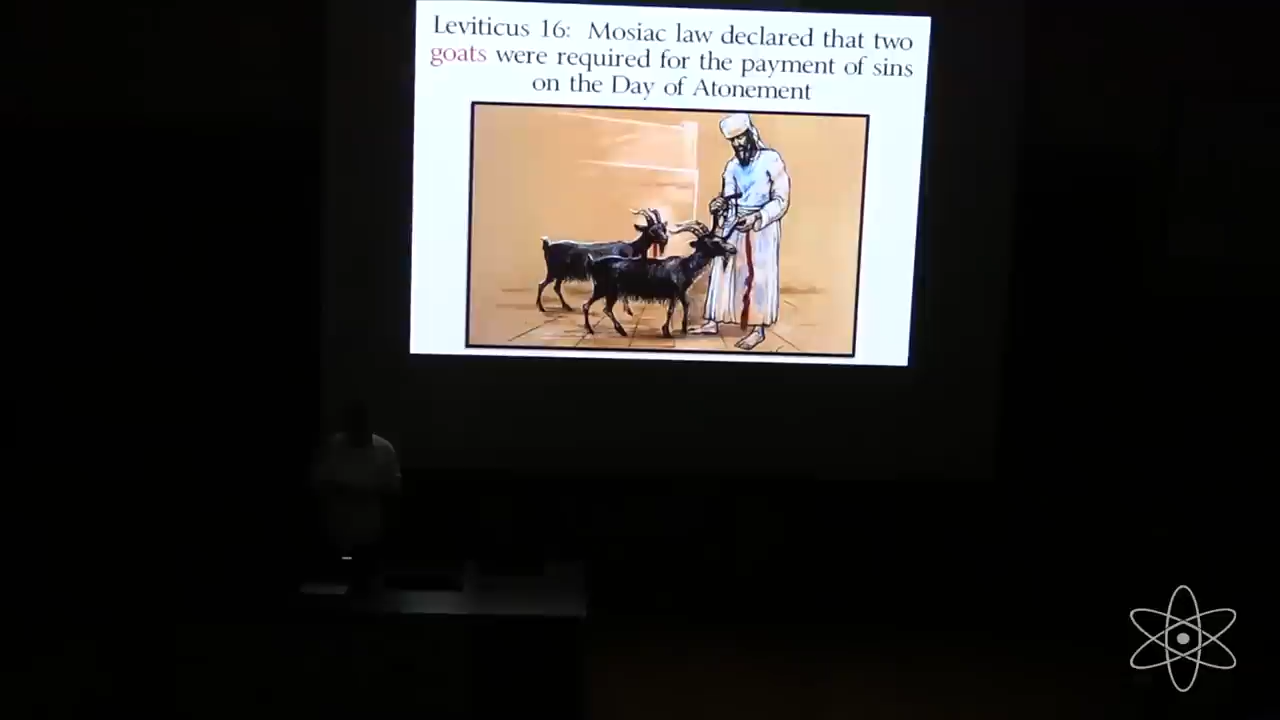 Leviticus 16: Mosiac law declared that two
goats were required for the payment of sins
on the Day of Atonement